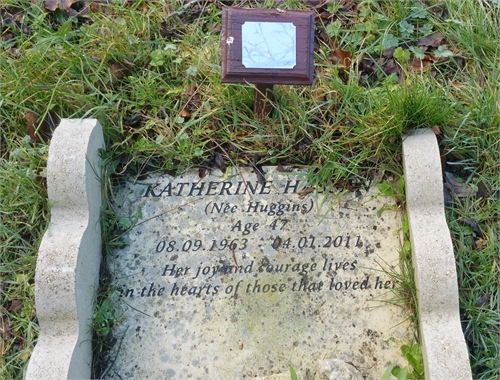 KATHERINE
(Née Huggins)
Age 47
08.09.1963 - 04.01.2011
Her joy and courage lives
in the hearts of those that loved her